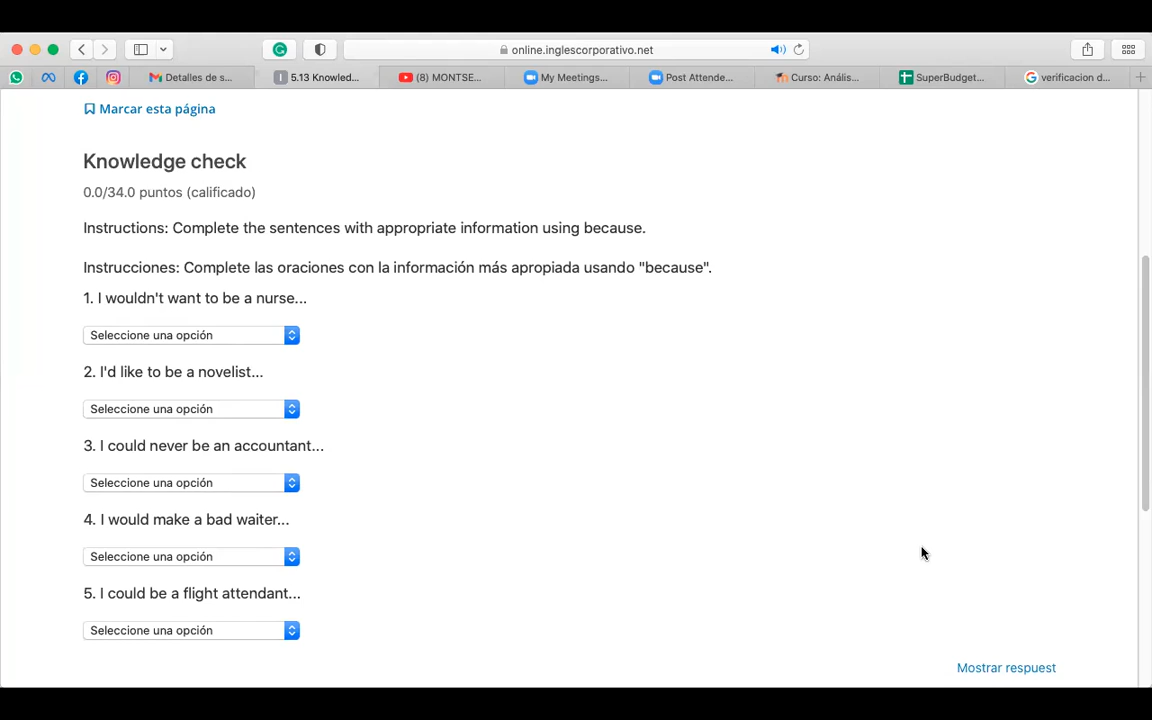 online.inglescorporativo.net
Detalles de s...
5.13 Knowled...
(8) MONTSE...
My Meetings...
Post Attende...
Curso: Anális...
SuperBudget...
verificacion d...
Marcar esta página
Knowledge check
0.0/34.0 puntos (calificado)
Instructions: Complete the sentences with appropriate information using because.
Instrucciones: Complete las oraciones con la información más apropiada usando "because".
1. I wouldn't want to be a nurse...
Seleccione una opción
2. I'd like to be a novelist...
Seleccione una opción
3. I could never be an accountant...
Seleccione una opción
4. I would make a bad waiter...
Seleccione una opción
5. I could be a flight attendant...
Seleccione una opción
Mostrar respuest